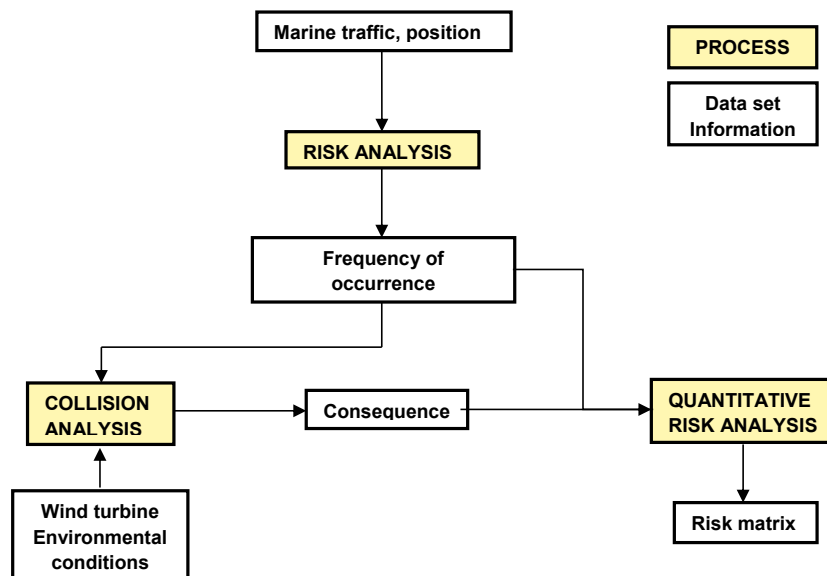 Marine traffic, position
PROCESS
Data set
Information
RISK ANALYSIS
Frequency of
occurrence
COLLISION
ANALYSIS
Consequence
QUANTITATIVE
RISK ANALYSIS
Wind turbine
Environmental
conditions
Risk matrix